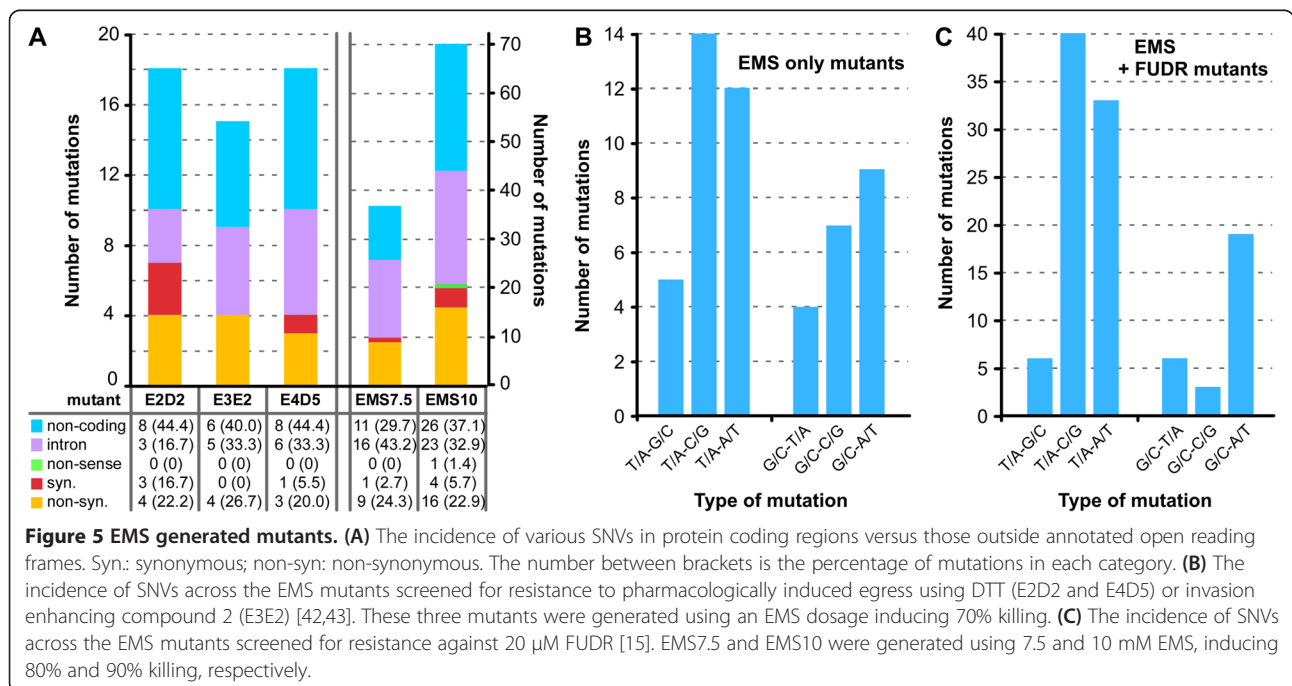 A
Number of mutations
20
16
12
8
4
0
Number of mutations
70
60
50
40
30
20
10
0
mutant E2D2 E3E2 E4D5 EMS7.5 EMS10
non-coding 8 (44.4) 6 (40.0) 8 (44.4) 11 (29.7) 26 (37.1)
intron 3 (16.7) 5 (33.3) 6 (33.3) 16 (43.2) 23 (32.9)
non-sense 0 (0) 0 (0) 0 (0) 0 (0) 1 (1.4)
syn. 3 (16.7) 0 (0) 1 (5.5) 1 (2.7) 4 (5.7)
non-syn. 4 (22.2) 4 (26.7) 3 (20.0) 9 (24.3) 16 (22.9)
B
EMS only mutants
Number of mutations
14
12
10
8
6
4
2
0
T/A-G/C T/A-C/G T/A-A/T G/C-T/A G/C-C/G G/C-A/T
Type of mutation
C
EMS
+ FUDR mutants
Number of mutations
40
35
30
25
20
15
10
5
0
T/A-G/C T/A-C/G T/A-A/T G/C-T/A G/C-C/G G/C-A/T
Type of mutation
Figure 5 EMS generated mutants. (A) The incidence of various SNVs in protein coding regions versus those outside annotated open reading
frames. Syn.: synonymous; non-syn: non-synonymous. The number between brackets is the percentage of mutations in each category. (B) The
incidence of SNVs across the EMS mutants screened for resistance to pharmacologically induced egress using DTT (E2D2 and E4D5) or invasion
enhancing compound 2 (E3E2) [42,43]. These three mutants were generated using an EMS dosage inducing 70% killing. (C) The incidence of SNVs
across the EMS mutants screened for resistance against 20 μM FUDR [15]. EMS7.5 and EMS10 were generated using 7.5 and 10 mM EMS, inducing
80% and 90% killing, respectively.